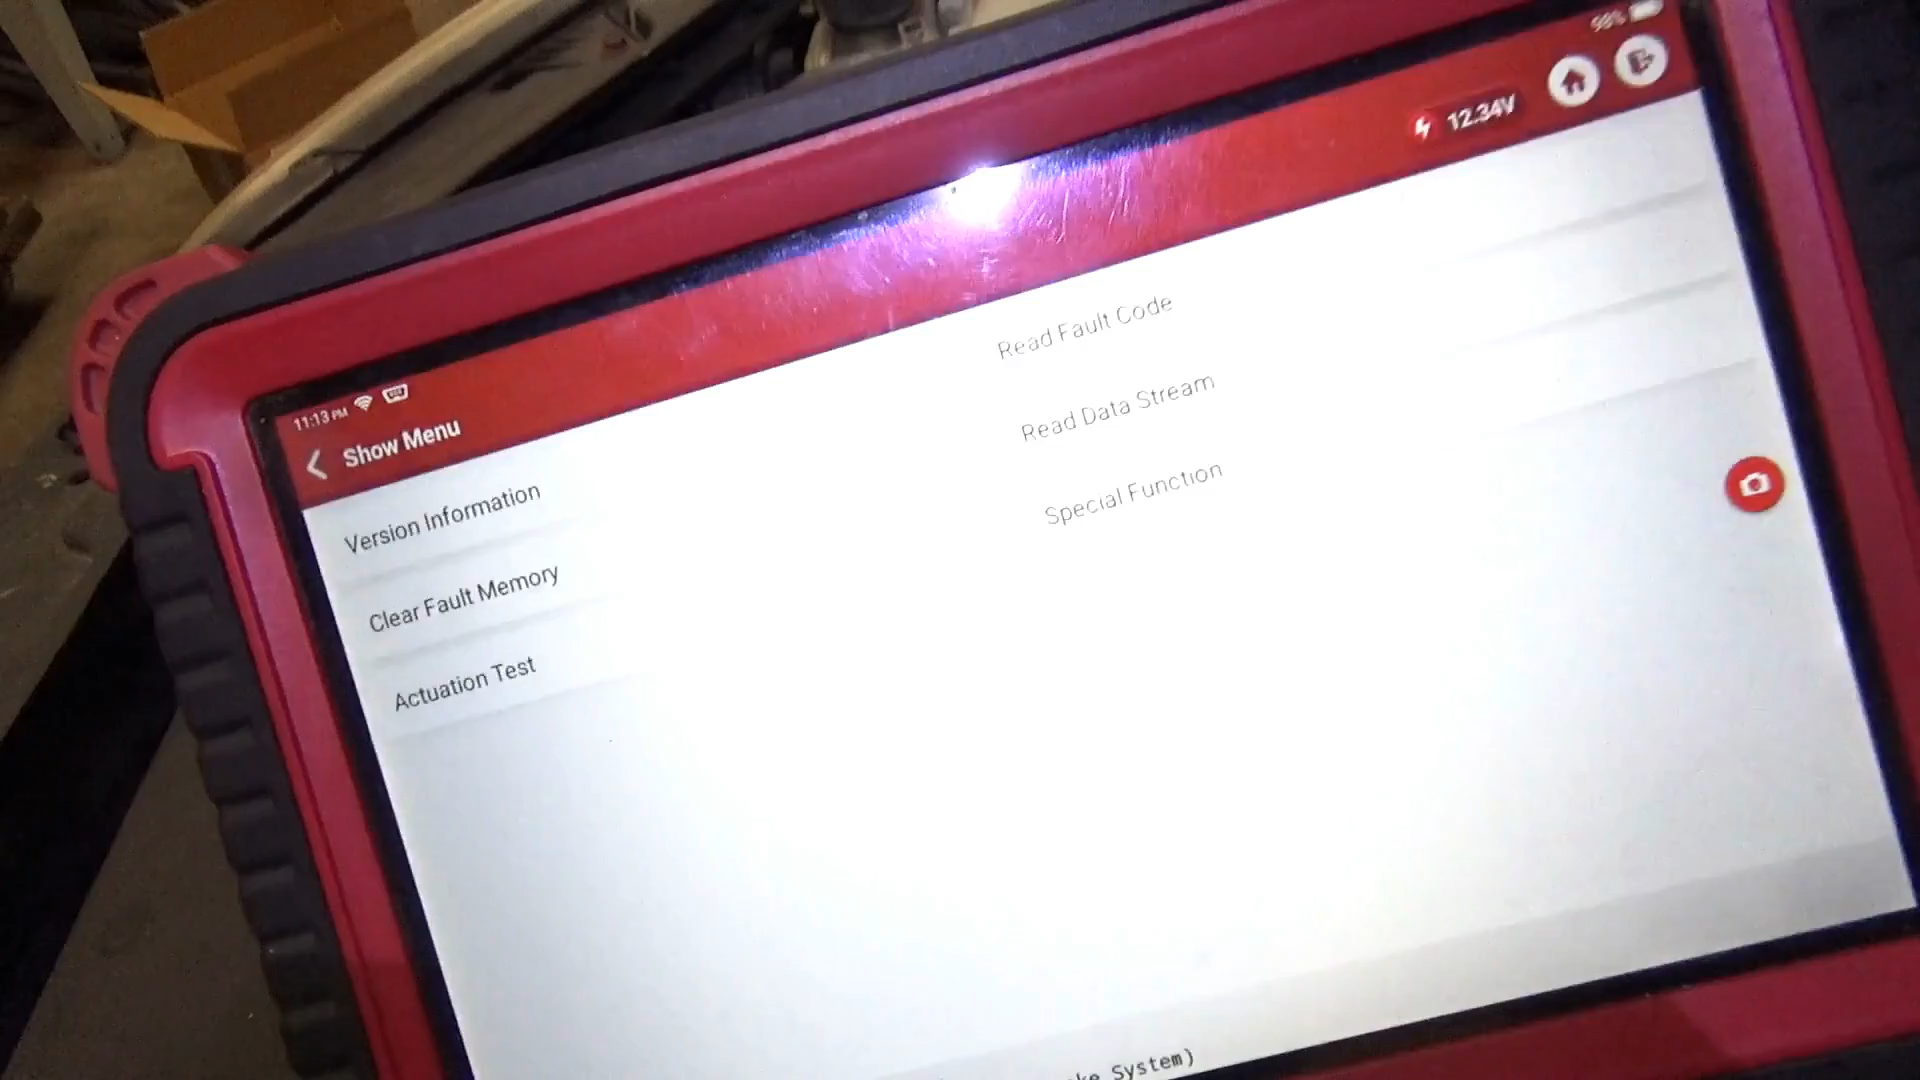 11:13 PM
98%
Show Menu
12.34V
Version Information
Read Fault Code
Clear Fault Memory
Read Data Stream
Actuation Test
Special Function
System)